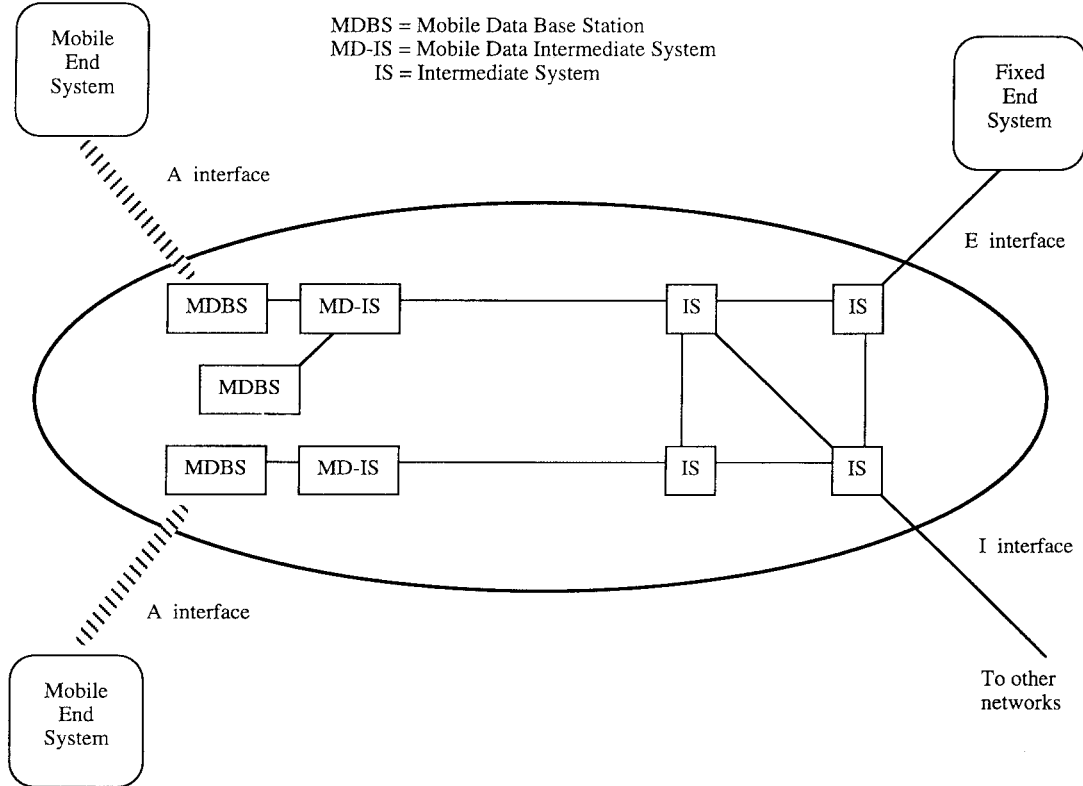 Mobile
End
System
MDBS = Mobile Data Base Station
MD-IS = Mobile Data Intermediate System
IS = Intermediate System
Fixed
End
System
A interface
E interface
MDBS
MD-IS
IS
IS
MDBS
MDBS
MD-IS
IS
IS
I interface
A interface
Mobile
End
System
To other
networks